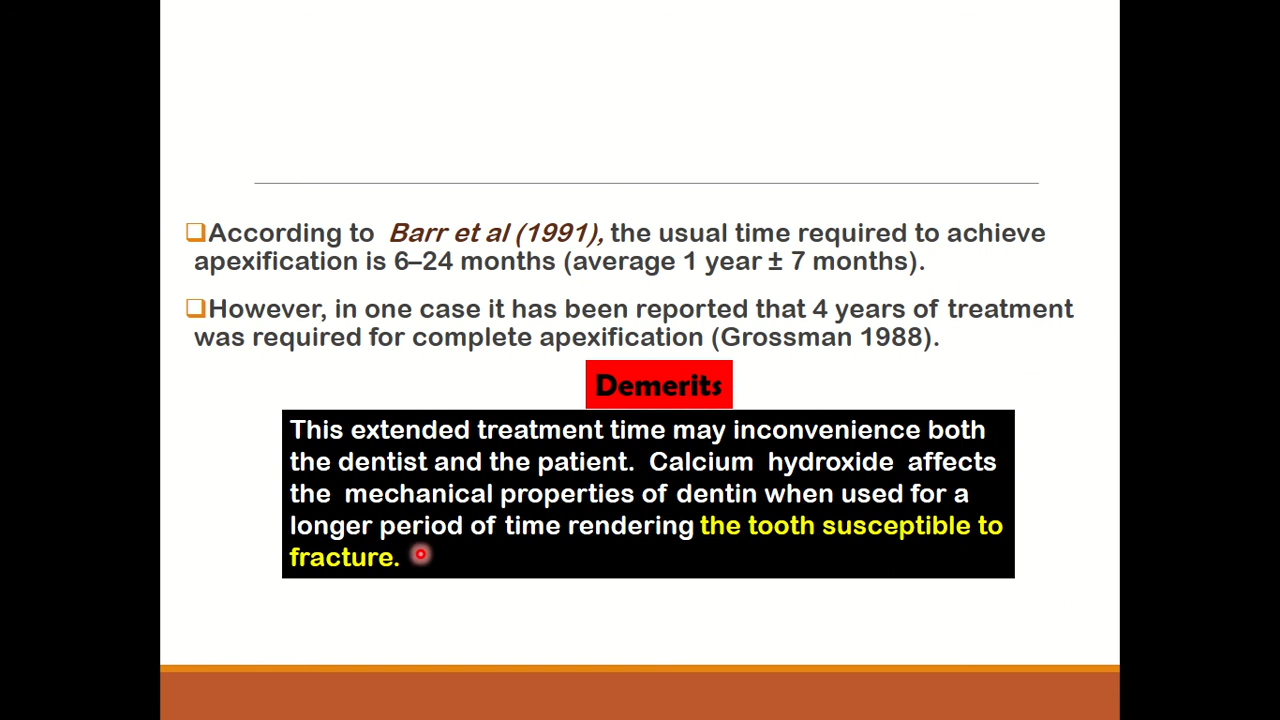 According to Barr et al (1991), the usual time required to achieve
apexification is 6–24 months (average 1 year ± 7 months).
However, in one case it has been reported that 4 years of treatment
was required for complete apexification (Grossman 1988).
Demerits
This extended treatment time may inconvenience both
the dentist and the patient. Calcium hydroxide affects
the mechanical properties of dentin when used for a
longer period of time rendering the tooth susceptible to
fracture.